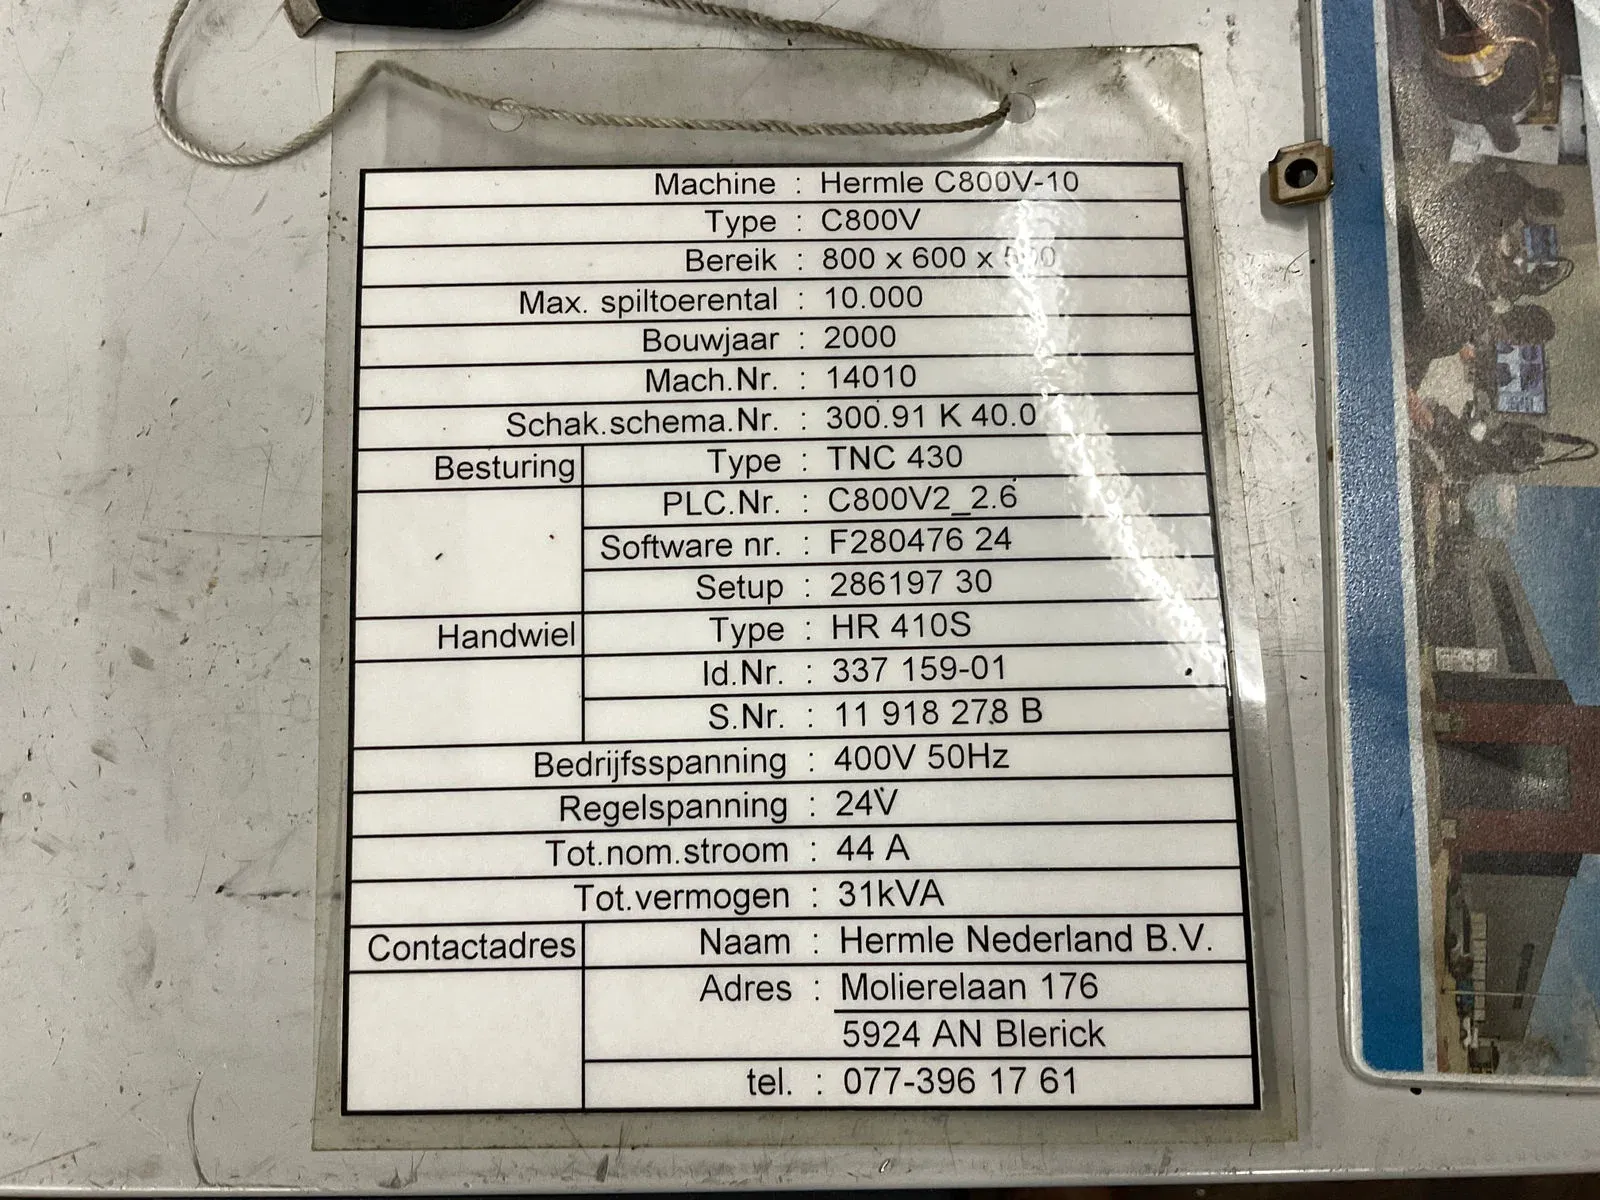 Machine : Hermle C800V-10
Type : C800V
Bereik : 800 x 600 x
Max. spiltoerental : 10.000
Bouwjaar : 2000
Mach.Nr. : 14010
Schak.schema.Nr. : 300.91 K 40.0
Besturing Type : TNC 430
PLC.Nr. : C800V2_2.6
Software nr. : F280476 24
Setup : 286197 30
Handwiel Type : HR 410S
Id.Nr. : 337 159-01
S.Nr. : 11 918 278 B
Bedrijfsspanning : 400V 50Hz
Regelspanning : 24V
Tot.nom.stroom : 44 A
Tot.vermogen : 31kVA
Contactadres Naam : Hermle Nederland B.V.
Adres : Molierelaan 176
5924 AN Blerick
tel. : 077-396 17 61